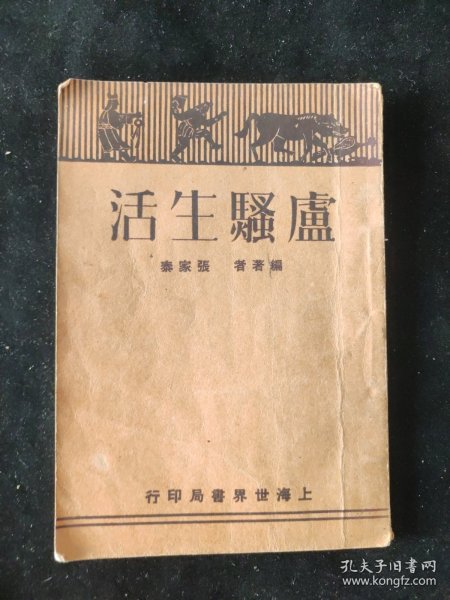 盧騷生活
編著者 張家泰
上海世界書局印行
孔夫子旧书网
www.kongfz.com